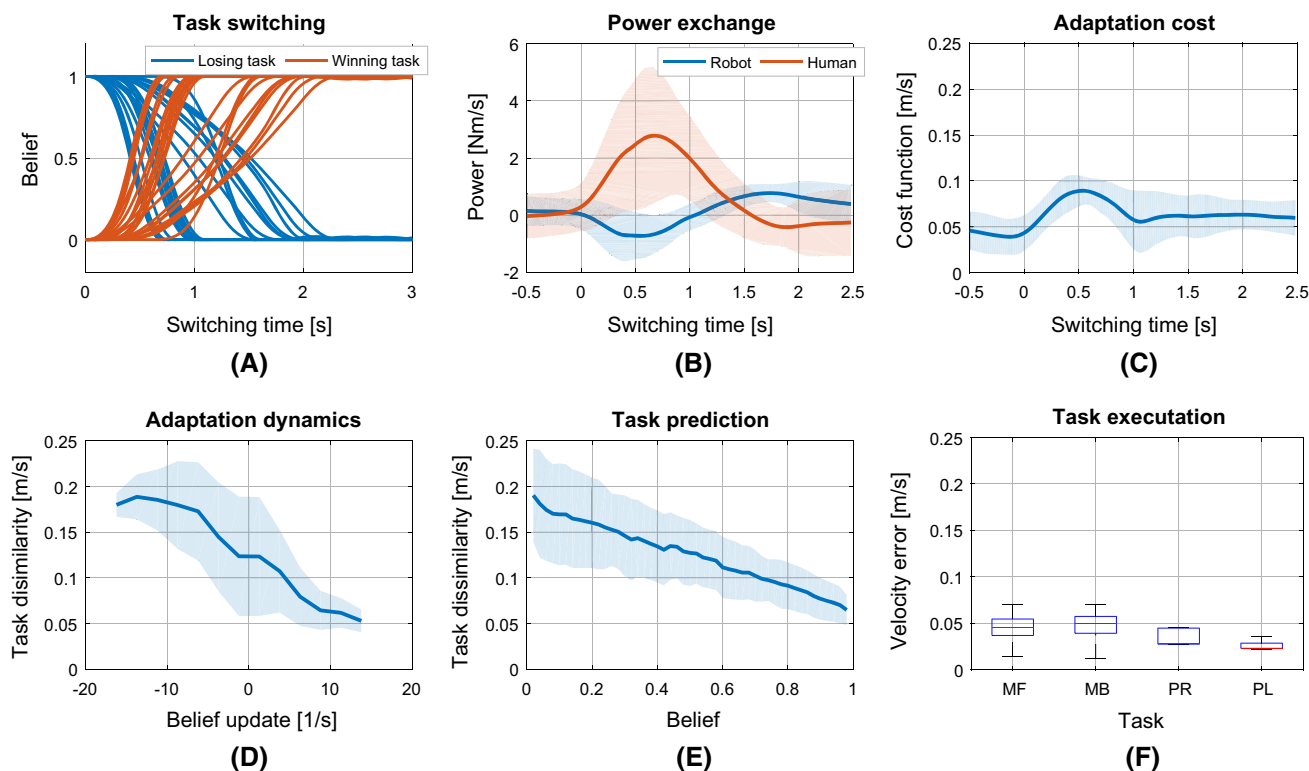 Task switching
Losing task
Winning task
1
0.5
0
Belief
0
1
2
3
Switching time [s]
(A)
Power exchange
Robot
Human
6
4
2
0
-2
Power [Nm/s]
-0.5
0
0.5
1
1.5
2
2.5
Switching time [s]
(B)
Adaptation cost
0.25
0.2
0.15
0.1
0.05
0
Cost function [m/s]
-0.5
0
0.5
1
1.5
2
2.5
Switching time [s]
(C)
Adaptation dynamics
0.25
0.2
0.15
0.1
0.05
0
Task dissimilarity [m/s]
-20
-10
0
10
20
Belief update [1/s]
(D)
Task prediction
0.25
0.2
0.15
0.1
0.05
0
Task dissimilarity [m/s]
0
0.2
0.4
0.6
0.8
1
Belief
(E)
Task executation
0.25
0.2
0.15
0.1
0.05
0
Velocity error [m/s]
MF
MB
PR
PL
Task
(F)